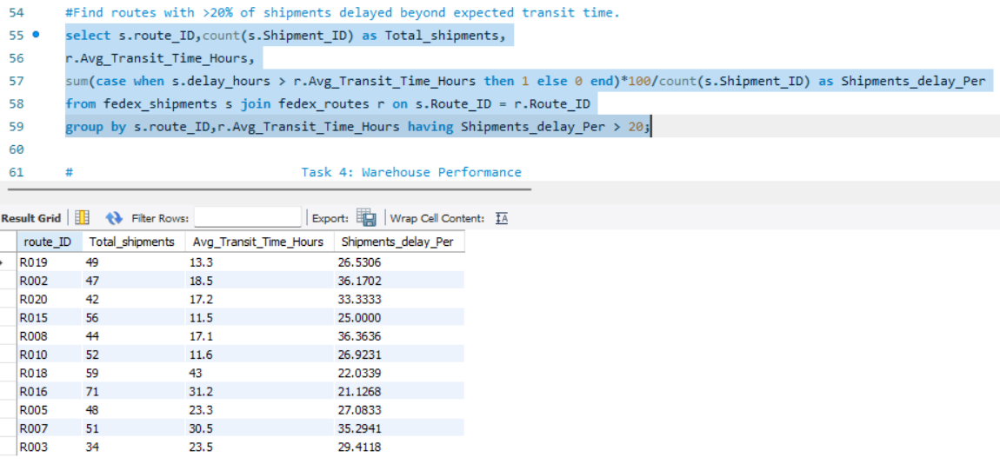 54 #Find routes with >20% of shipments delayed beyond expected transit time.
55 select s.route_ID,count(s.Shipment_ID) as Total_shipments,
56 r.Avg_Transit_Time_Hours,
57 sum(case when s.delay_hours > r.Avg_Transit_Time_Hours then 1 else 0 end)*100/count(s.Shipment_ID) as Shipments_delay_Per
58 from fedex_shipments s join fedex_routes r on s.Route_ID = r.Route_ID
59 group by s.route_ID,r.Avg_Transit_Time_Hours having Shipments_delay_Per > 20;
60
61 # Task 4: Warehouse Performance
Result Grid Filter Rows: Export: Wrap Cell Content: IA
route_ID Total_shipments Avg_Transit_Time_Hours Shipments_delay_Per
R019 49 13.3 26.5306
R002 47 18.5 36.1702
R020 42 17.2 33.3333
R015 56 11.5 25.0000
R008 44 17.1 36.3636
R010 52 11.6 26.9231
R018 59 43 22.0339
R016 71 31.2 21.1268
R005 48 23.3 27.0833
R007 51 30.5 35.2941
R003 34 23.5 29.4118